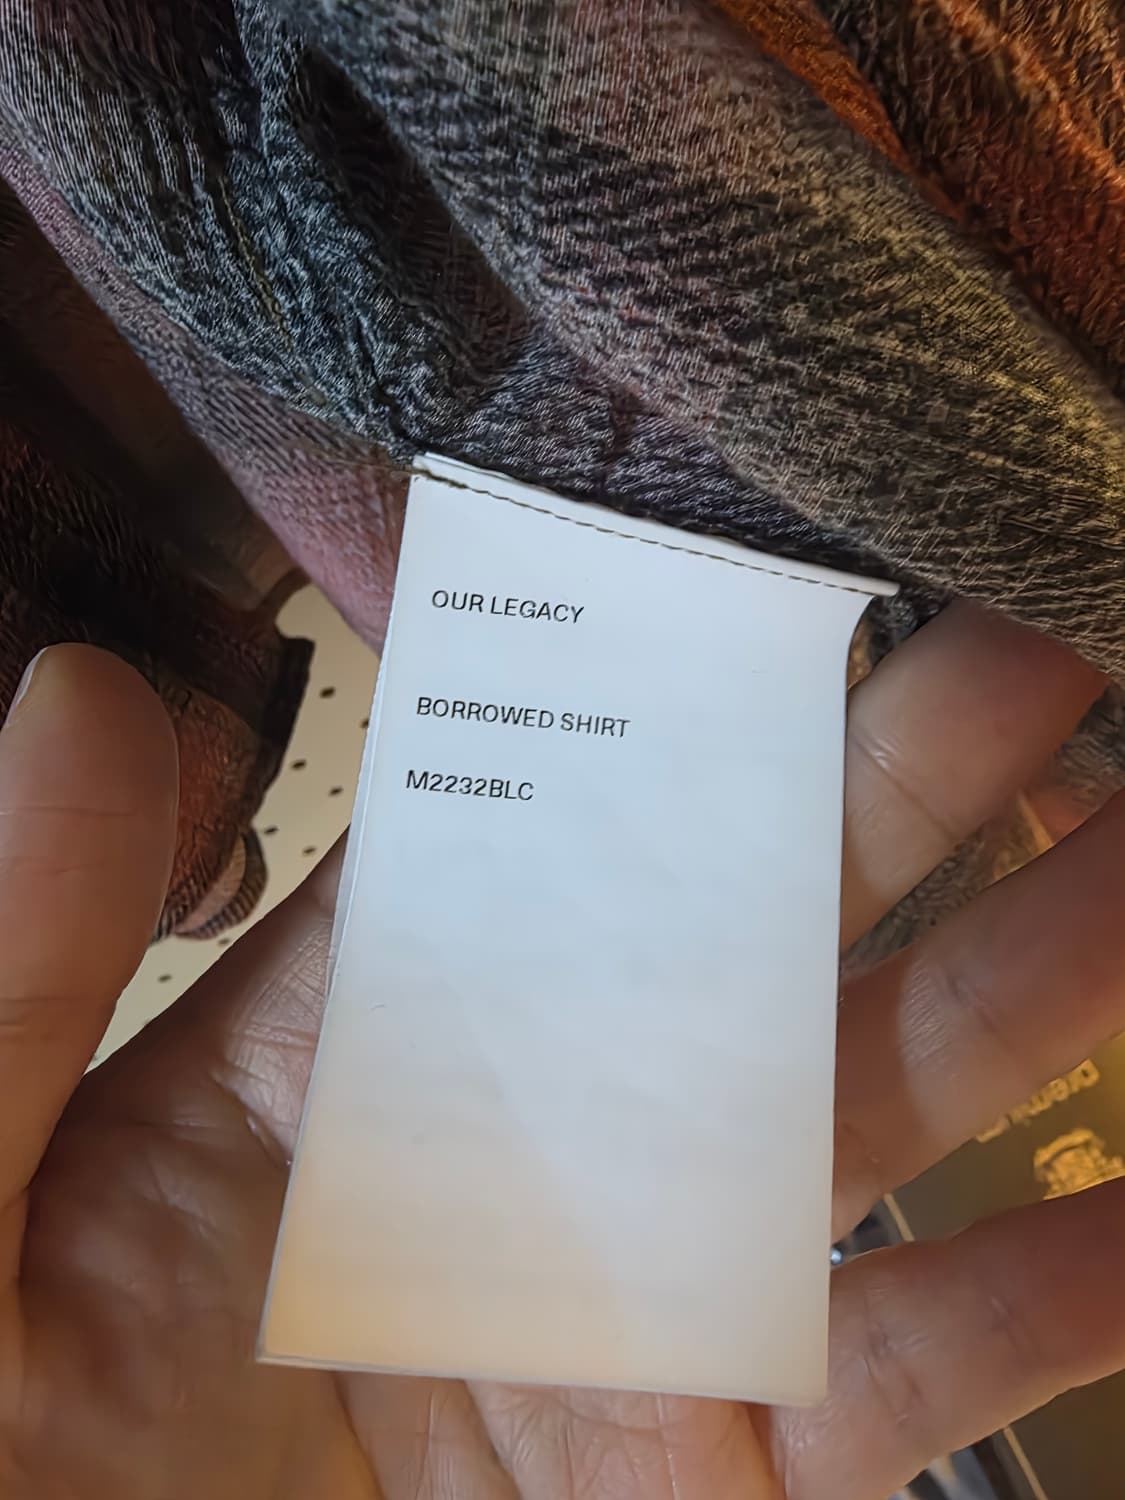 OUR LEGACY
BORROWED SHIRT
M2232BLC